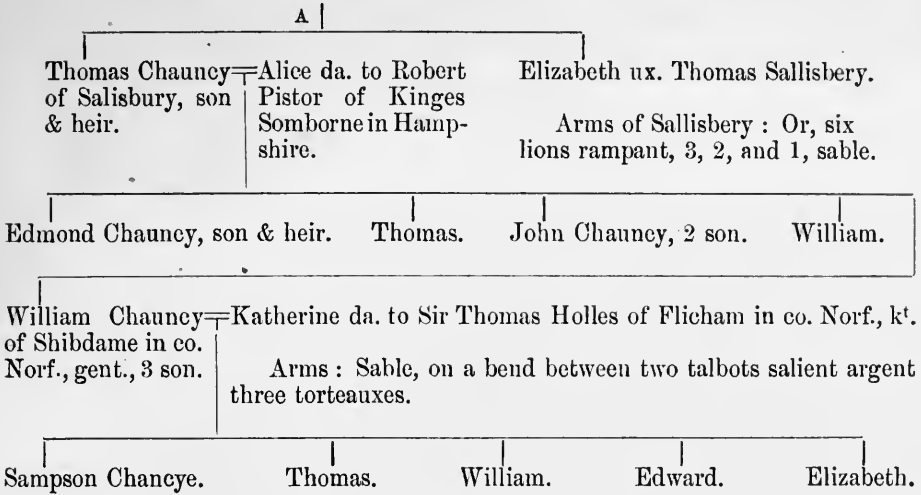 A
Thomas Chauncy Alice da. to Robert Elizabeth ux. Thomas Sallisbery.
of Salisbury, son Pistor of Kinges
& heir. Somborne in Hamp- Arms of Sallisbery : Or, six
shire. lions rampant, 3, 2, and 1, sable.
Edmond Chauncy, son & heir. Thomas. John Chauncy, 2 son. William.
William Chauncy Katherine da. to Sir Thomas Holles of Flicham in co. Norf., kt.
of Shibdame in co.
Norf., gent., 3 son. Arms : Sable, on a bend between two talbots salient argent
three torteauxes.
Sampson Chancye. Thomas. William. Edward. Elizabeth.